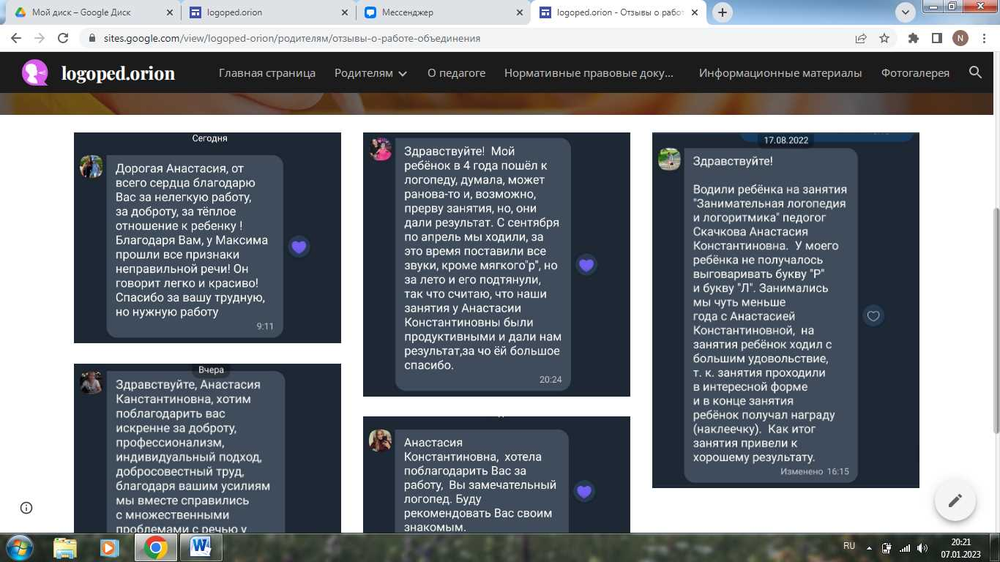 Мой диск – Google Диск
logoped.orion
Мессенджер
logoped.orion - Отзывы о работ
sites.google.com/view/logoped-orion/родителям/отзывы-о-работе-объединения
N
logoped.orion
Главная страница
Родителям
О педагоге
Нормативные правовые доку...
Информационные материалы
Фотогалерея
Сегодня
Дорогая Анастасия, от
всего сердца благодарю
Вас за нелегкую работу,
за доброту, за тёплое
отношение к ребенку !
Благодаря Вам, у Максима
прошли все признаки
неправильной речи! Он
говорит легко и красиво!
Спасибо за вашу трудную,
но нужную работу
9:11
Вчера
Здравствуйте, Анастасия
Канстантиновна, хотим
поблагодарить вас
искренне за доброту,
профессионализм,
индивидуальный подход,
добросовестный труд,
благодаря вашим усилиям
мы вместе справились
с множественными
проблемами с речью у
Здравствуйте! Мой
ребёнок в 4 года пошёл к
логопеду, думала, может
ранова-то и, возможно,
прерву занятия, но, они
дали результат. С сентября
по апрель мы ходили, за
это время поставили все
звуки, кроме мягкого"р", но
за лето и его подтянули,
так что считаю, что наши
занятия у Анастасии
Константиновны были
продуктивными и дали нам
результат,за чо ёй большое
спасибо.
20:24
Анастасия
Константиновна, хотела
поблагодарить Вас за
работу, Вы замечательный
логопед. Буду
рекомендовать Вас своим
знакомым.
17.08.2022
Здравствуйте!
Водили ребёнка на занятия
"Занимательная логопедия
и логоритмика" педогог
Скачкова Анастасия
Константиновна. У моего
ребёнка не получалось
выговаривать букву "Р"
и букву "Л". Занимались
мы чуть меньше
года с Анастасией
Константиновной, на
занятия ребёнок ходил с
большим удовольствие,
т. к. занятия проходили
в интересной форме
и в конце занятия
ребёнок получал награду
(наклеечку). Как итог
занятия привели к
хорошему результату.
Изменено 16:15
RU
20:21
07.01.2023